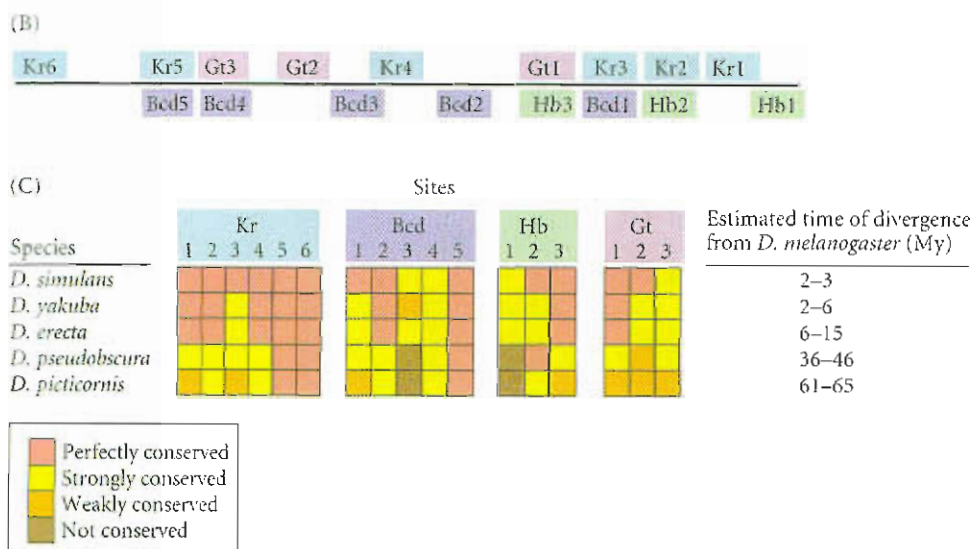 (B)
Kr6 Kr5 Gt3 Gt2 Kr4 Gt1 Kr3 Kr2 Kr1
Bcd5 Bcd4 Bcd3 Bcd2 Hb3 Bcd1 Hb2 Hb1
(C)
Sites
Kr Bcd Hb Gt
Estimated time of divergence
from D. melanogaster (My)
Species 1 2 3 4 5 6 1 2 3 4 5 1 2 3 1 2 3
D. simulans 2–3
D. yakuba 2–6
D. erecta 6–15
D. pseudobscura 36–46
D. picticornis 61–65
Perfectly conserved
Strongly conserved
Weakly conserved
Not conserved